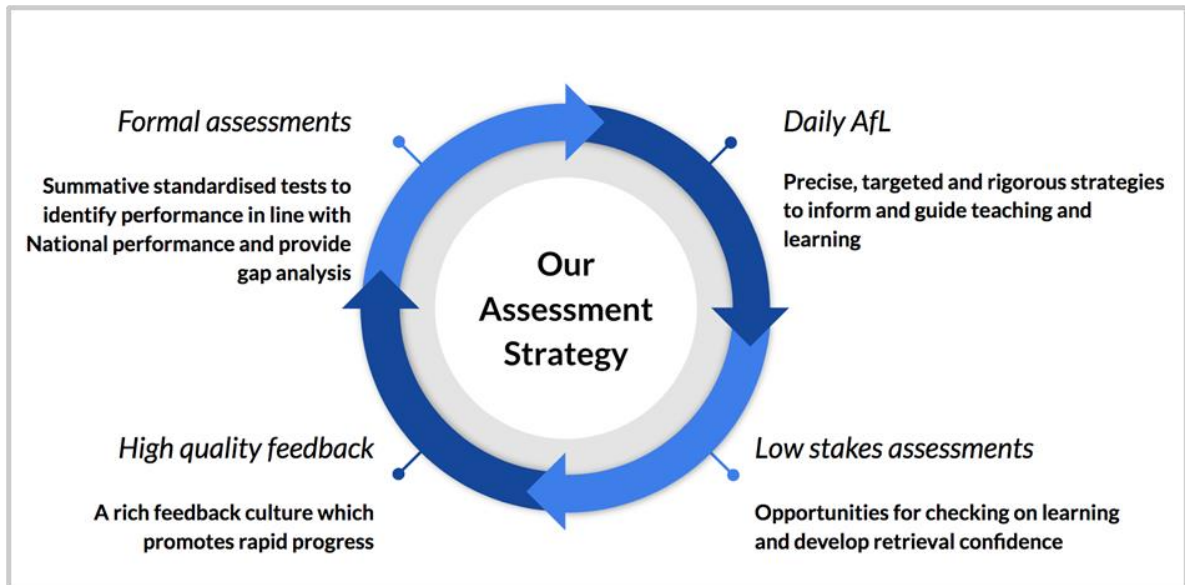 Formal assessments
Summative standardised tests to
identify performance in line with
National performance and provide
gap analysis
Daily AfL
Precise, targeted and rigorous strategies
to inform and guide teaching and
learning
Our
Assessment
Strategy
High quality feedback
A rich feedback culture which
promotes rapid progress
Low stakes assessments
Opportunities for checking on learning
and develop retrieval confidence